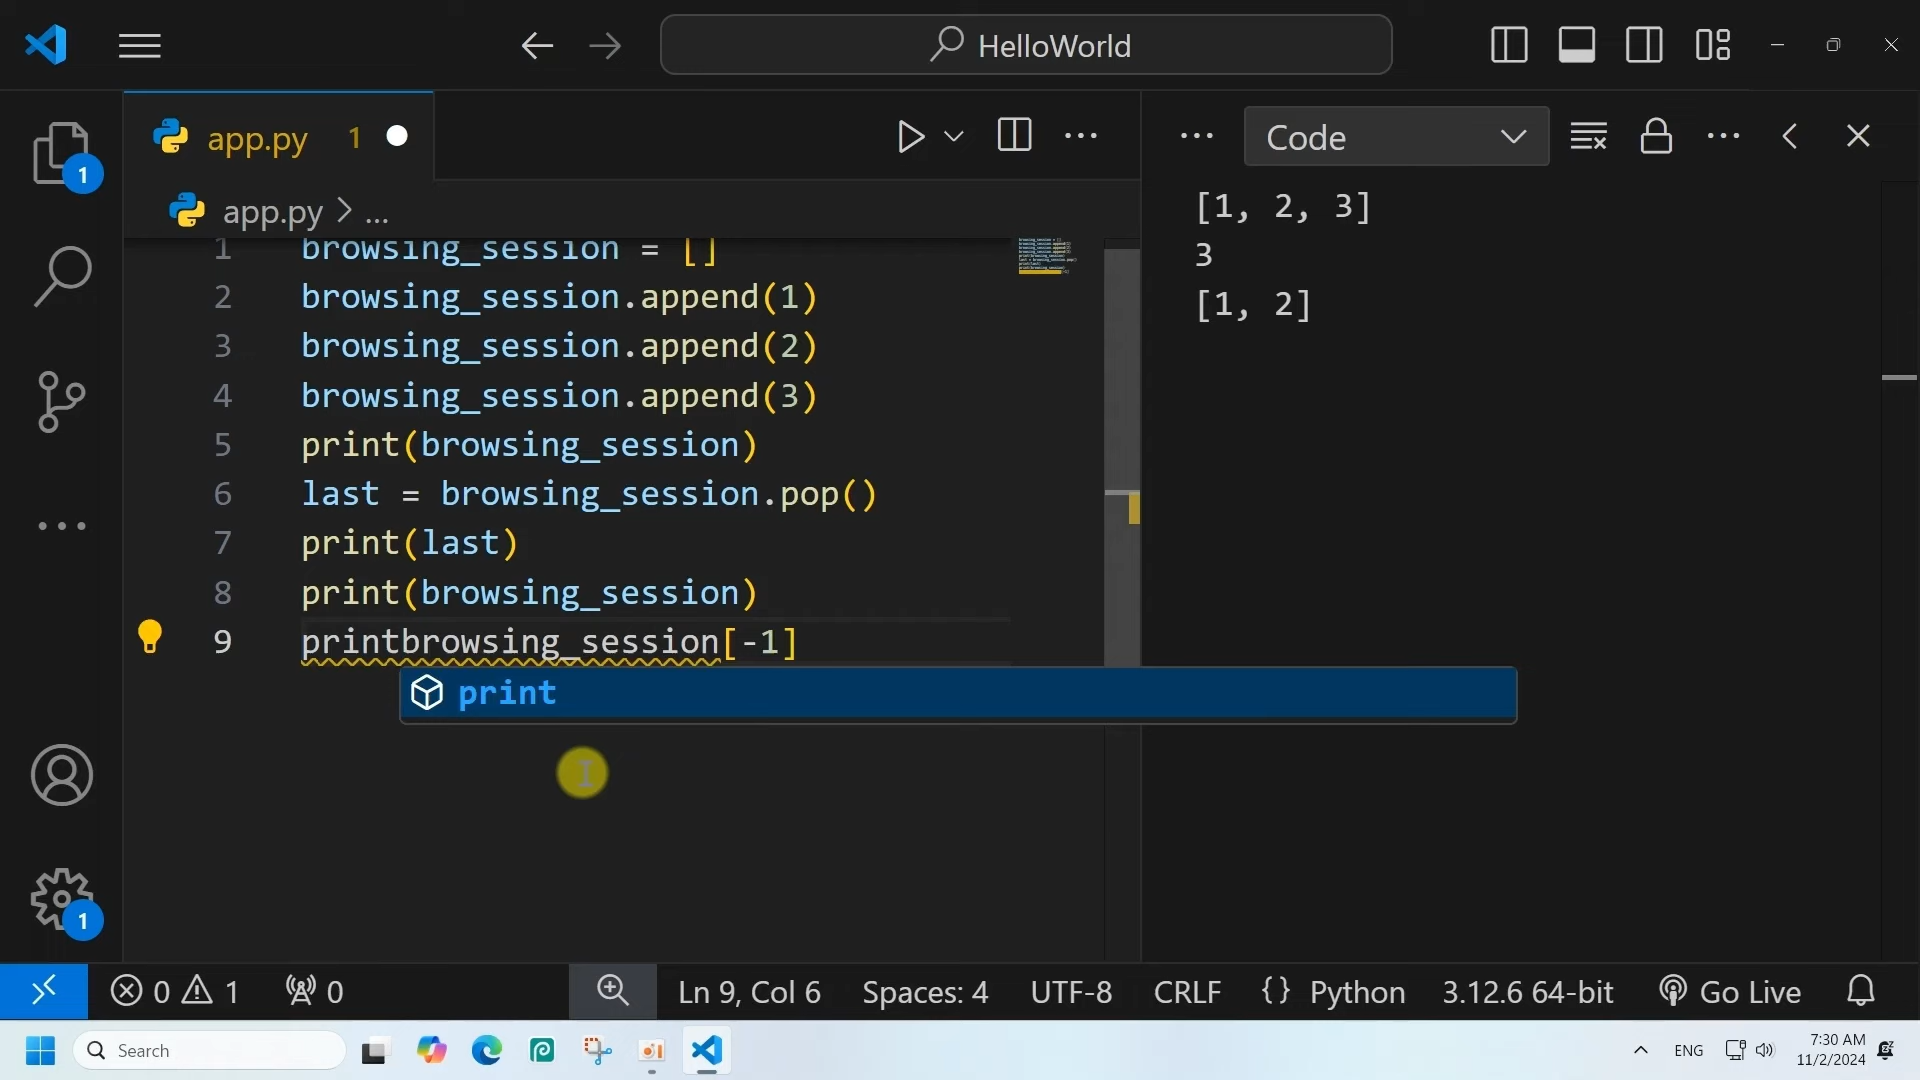 HelloWorld
app.py 1
Code
app.py > ...
1 browsing_session = []
2 browsing_session.append(1)
3 browsing_session.append(2)
4 browsing_session.append(3)
5 print(browsing_session)
6 last = browsing_session.pop()
7 print(last)
8 print(browsing_session)
9 printbrowsing_session[-1]
print
[1, 2, 3]
3
[1, 2]
1
1
0 1 0
Ln 9, Col 6
Spaces: 4
UTF-8
CRLF
{} Python
3.12.6 64-bit
Go Live
Search
ENG
7:30 AM
11/2/2024